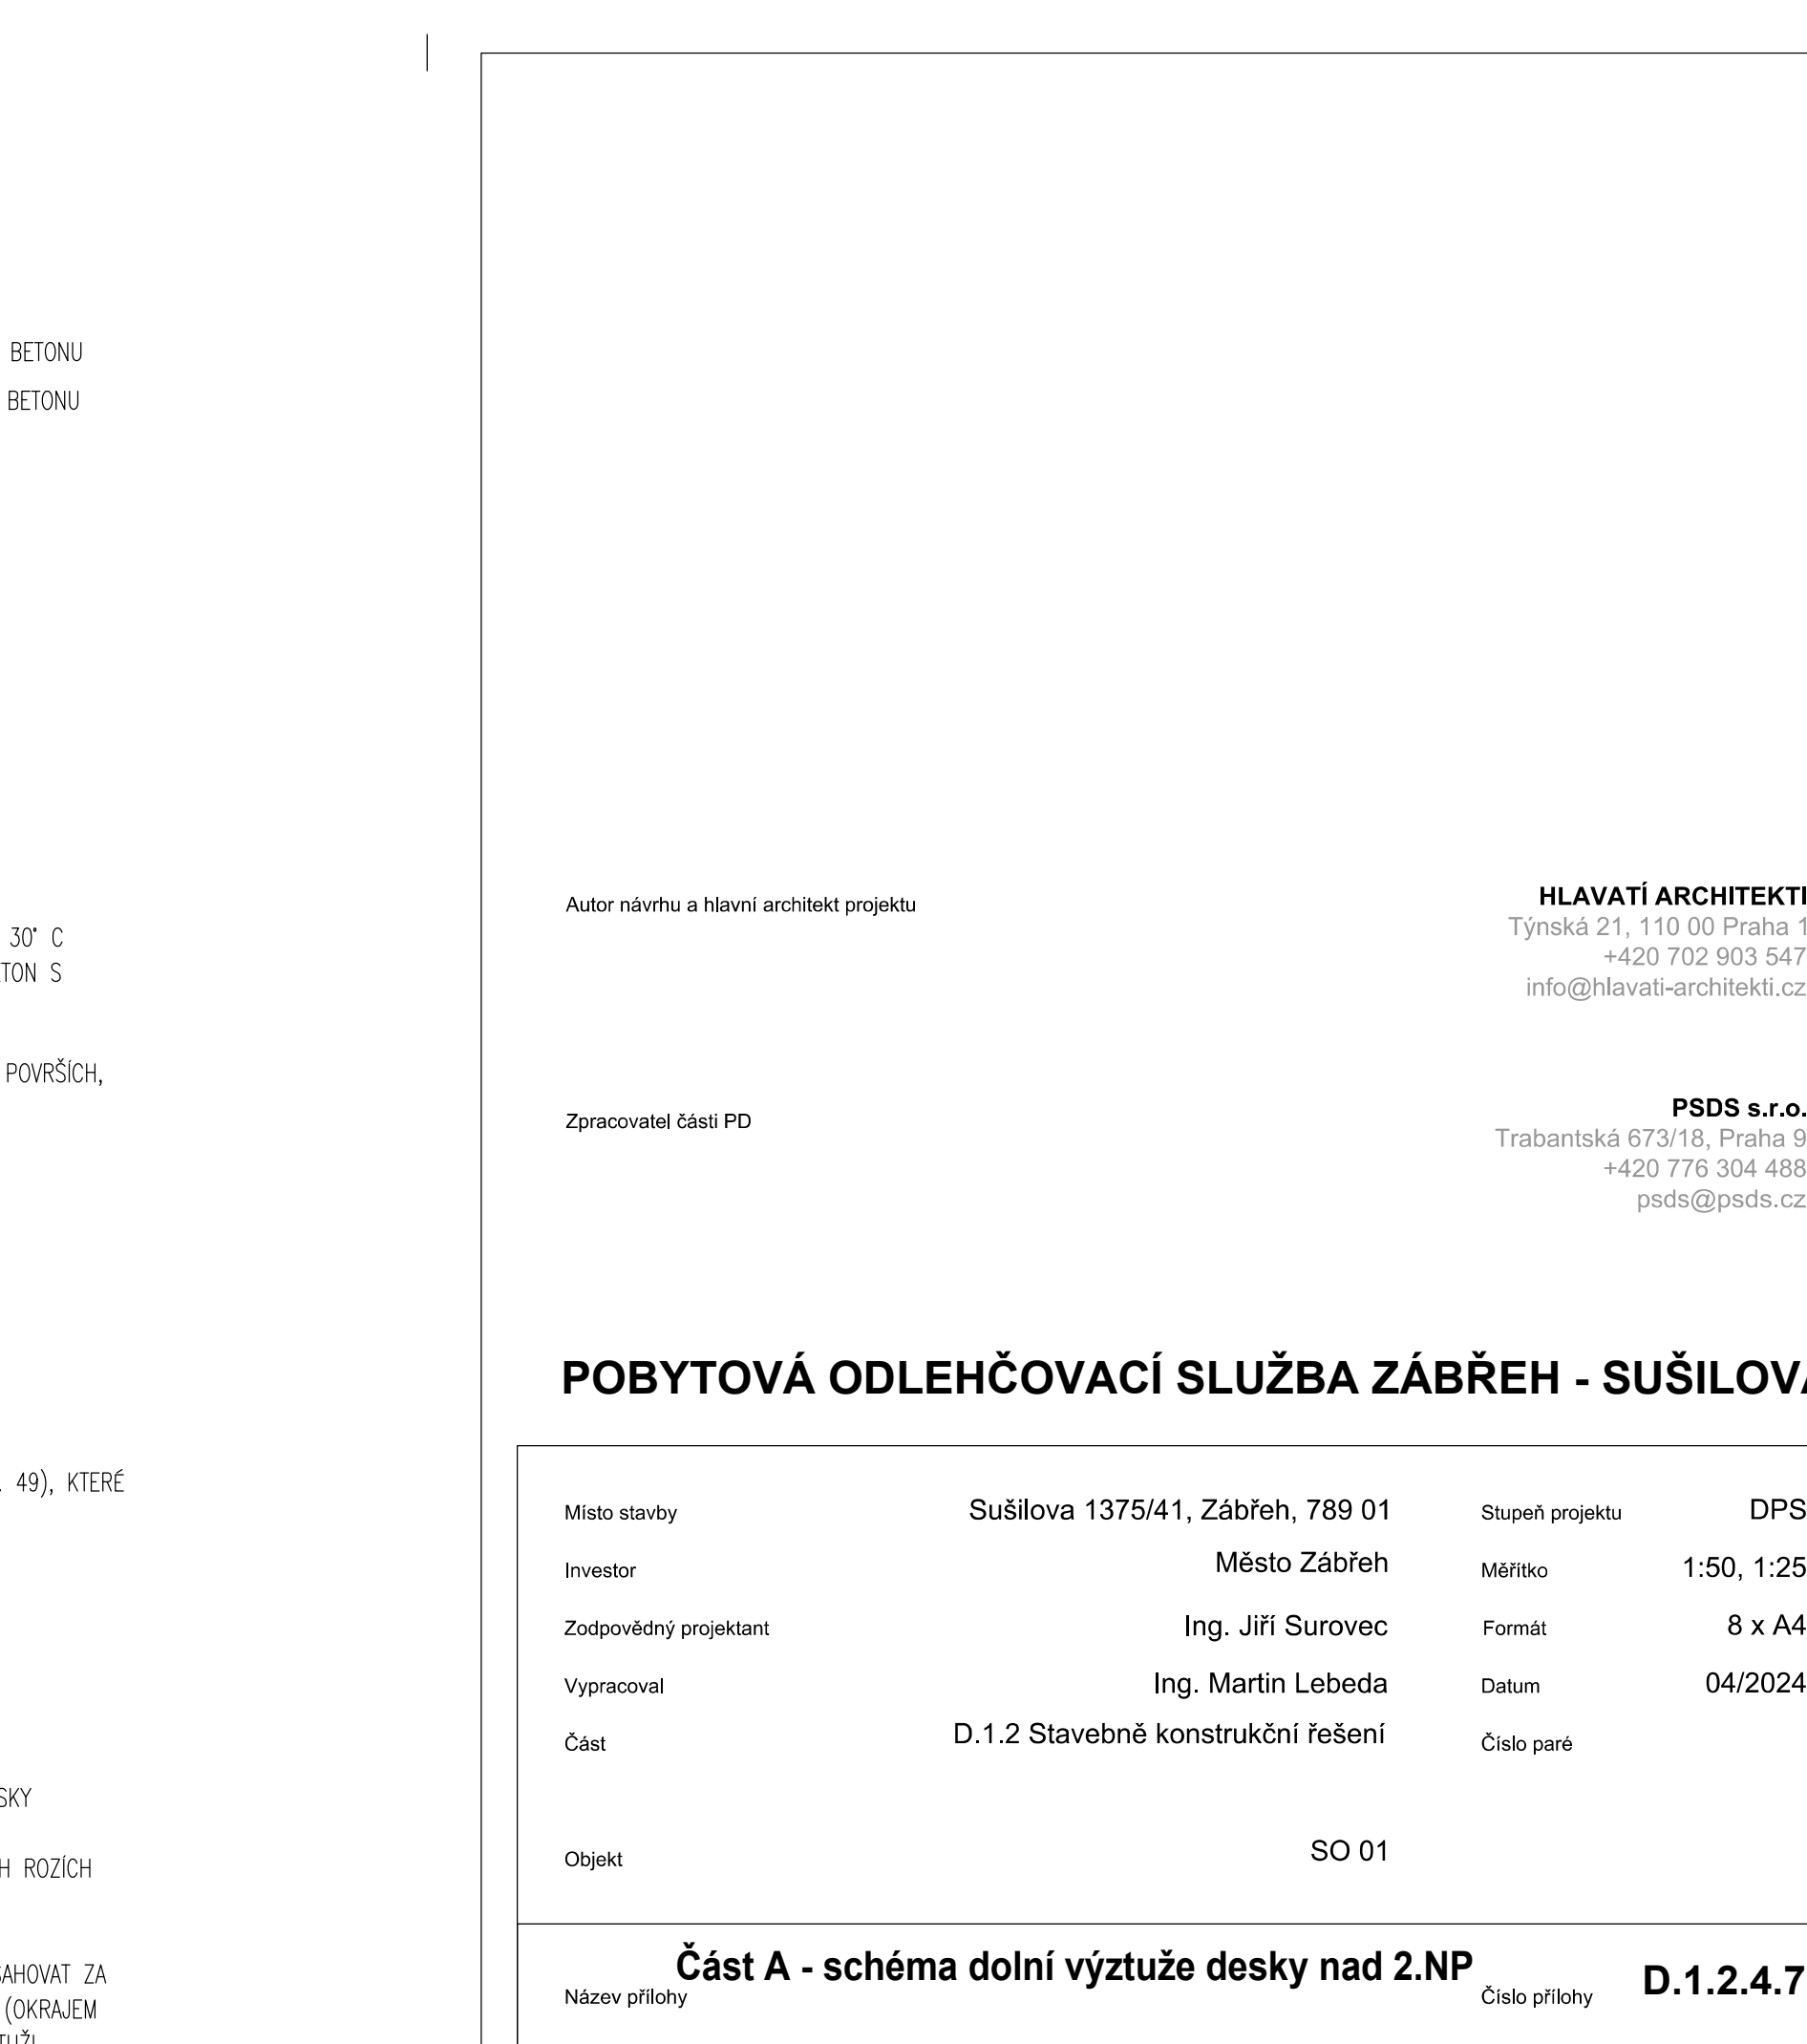 BETONU
BETONU
30° C
S
POVRŠÍCH,
49), KTERÉ
ROZÍCH
ZA
(OKRAJEM
Autor návrhu a hlavní architekt projektu
HLAVATÍ ARCHITEKTI
Týnská 21, 110 00 Praha 1
+420 702 903 547
info@hlavati-architekti.cz
Zpracovatel části PD
PSDS s.r.o.
Trabantská 673/18, Praha 9
+420 776 304 488
psds@psds.cz
POBYTOVÁ ODLEHČOVACÍ SLUŽBA ZÁBŘEH - SUŠILOVA
Místo stavby Sušilova 1375/41, Zábřeh, 789 01 Stupeň projektu DPS
Investor Město Zábřeh Měřítko 1:50, 1:25
Zodpovědný projektant Ing. Jiří Surovec Formát 8 x A4
Vypracoval Ing. Martin Lebeda Datum 04/2024
Část D.1.2 Stavebně konstrukční řešení Číslo paré
Objekt SO 01
Název přílohy Část A - schéma dolní výztuže desky nad 2.NP Číslo přílohy D.1.2.4.7